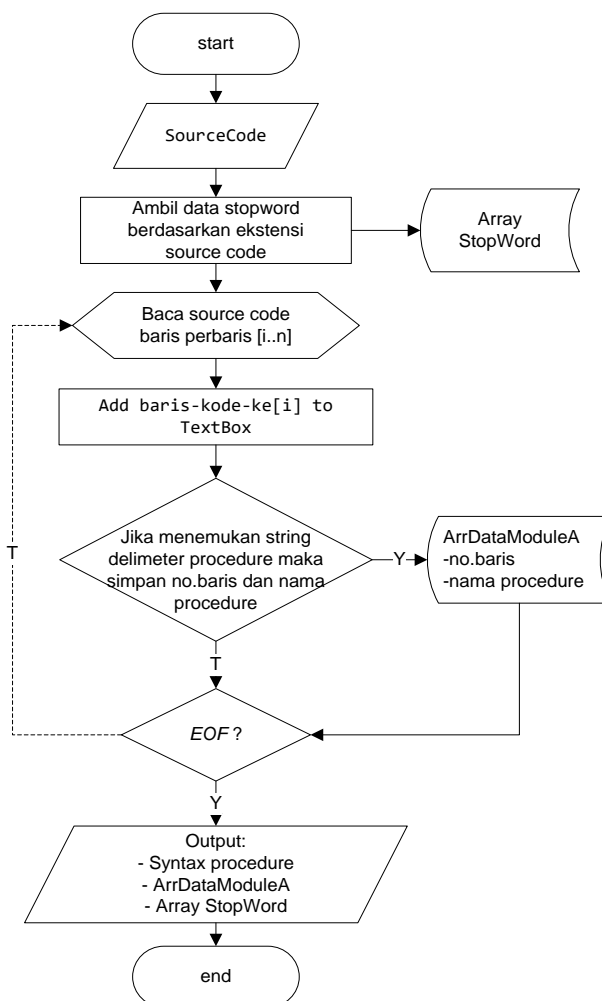 start
SourceCode
Ambil data stopword
berdasarkan ekstensi
source code
Array
StopWord
Baca source code
baris perbaris [i..n]
Add baris-kode-ke[i] to
TextBox
Jika menemukan string
delimeter procedure maka
simpan no.baris dan nama
procedure
Y
ArrDataModuleA
-no.baris
-nama procedure
T
T
EOF ?
Y
Output:
- Syntax procedure
- ArrDataModuleA
- Array StopWord
end